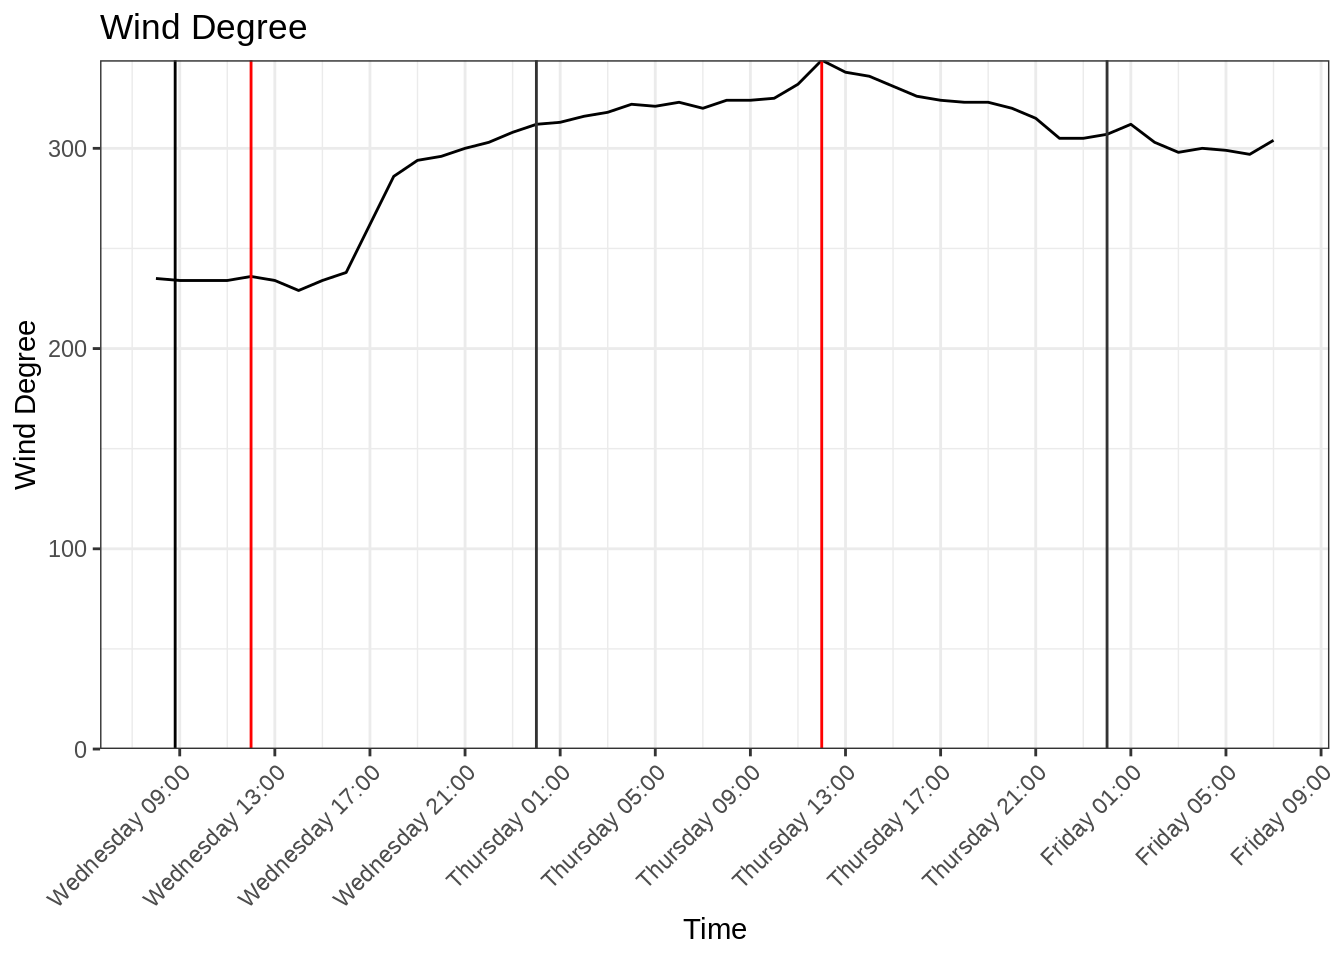 Wind Degree
Wind Degree
300
200
100
0
Wednesday 09:00
Wednesday 13:00
Wednesday 17:00
Wednesday 21:00
Thursday 01:00
Thursday 05:00
Thursday 09:00
Thursday 13:00
Thursday 17:00
Thursday 21:00
Friday 01:00
Friday 05:00
Friday 09:00
Time